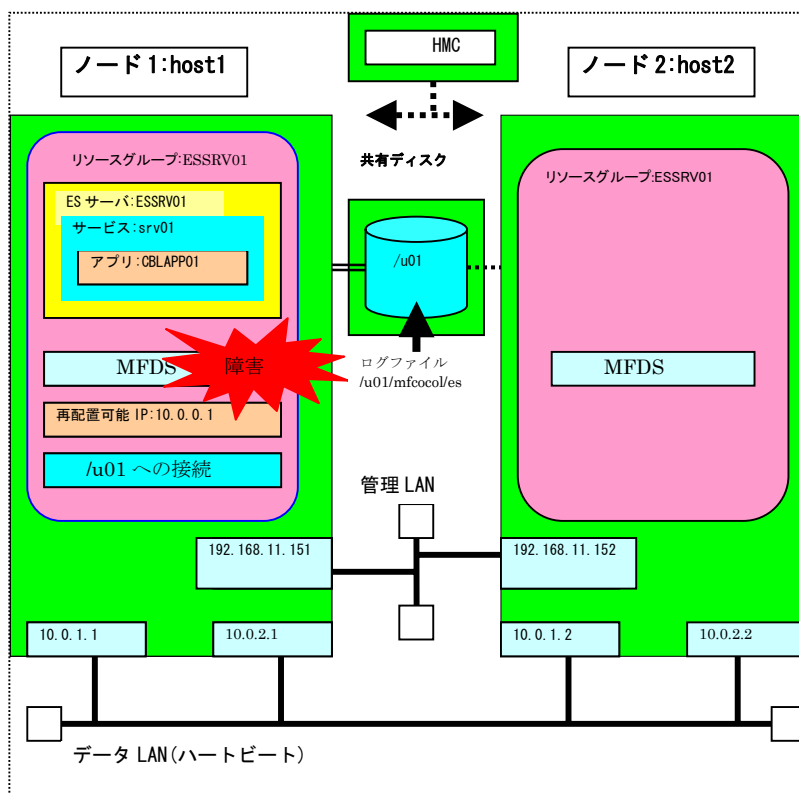 ノード 1:host1
HMC
ノード 2:host2
共有ディスク
リソースグループ:ESSRV01
ES サーバ:ESSRV01
サービス:srv01
アプリ:CBLAPP01
MFDS
障害
再配置可能 IP:10.0.0.1
/u01 への接続
/u01
ログファイル
/u01/mfcocol/es
リソースグループ:ESSRV01
MFDS
管理 LAN
192.168.11.151
192.168.11.152
10.0.1.1
10.0.2.1
10.0.1.2
10.0.2.2
データ LAN(ハートビート)